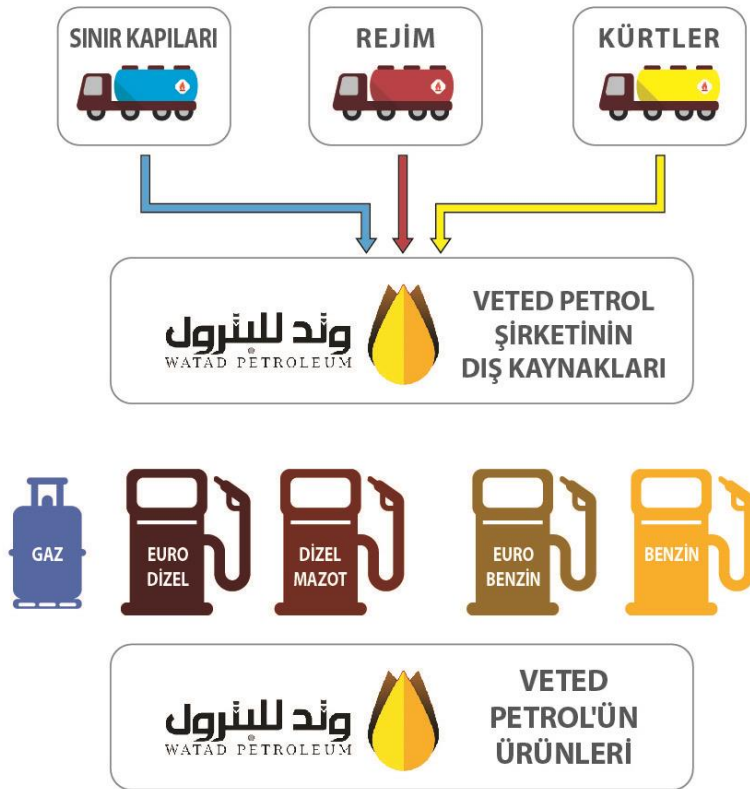 SINIR KAPILARI
REJİM
KÜRTLER
وتد للبترول
WATAD PETROLEUM
VETED PETROL
ŞİRKETİNİN
DIŞ KAYNAKLARI
GAZ
EURO
DİZEL
DİZEL
MAZOT
EURO
BENZİN
BENZİN
وتد للبترول
WATAD PETROLEUM
VETED
PETROL'ÜN
ÜRÜNLERİ